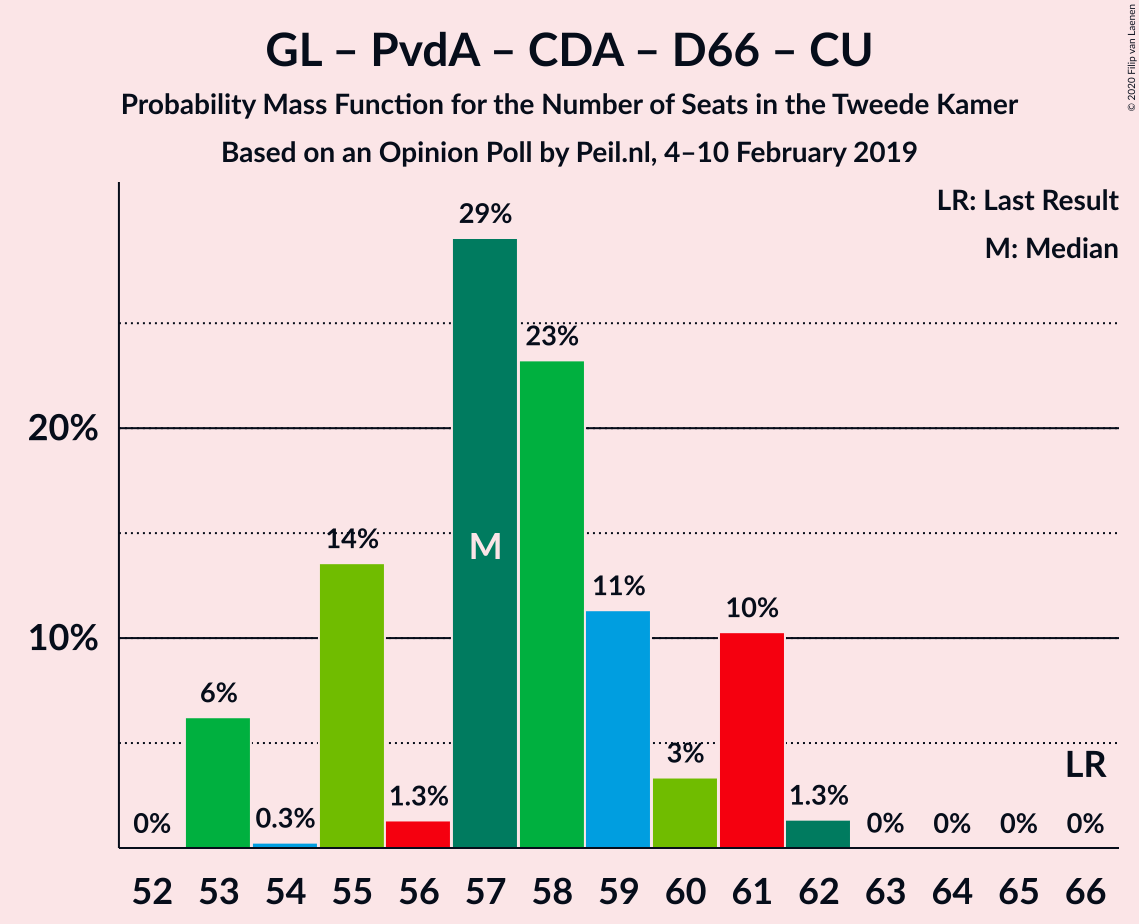 GL – PvdA – CDA – D66 – CU
Probability Mass Function for the Number of Seats in the Tweede Kamer
Based on an Opinion Poll by Peil.nl, 4–10 February 2019
© 2020 Filip van Laenen
LR: Last Result
M: Median
20%
10%
0%
6%
0.3%
14%
1.3%
29%
M
23%
11%
3%
10%
1.3%
0%
0%
0%
LR
0%
52 53 54 55 56 57 58 59 60 61 62 63 64 65 66